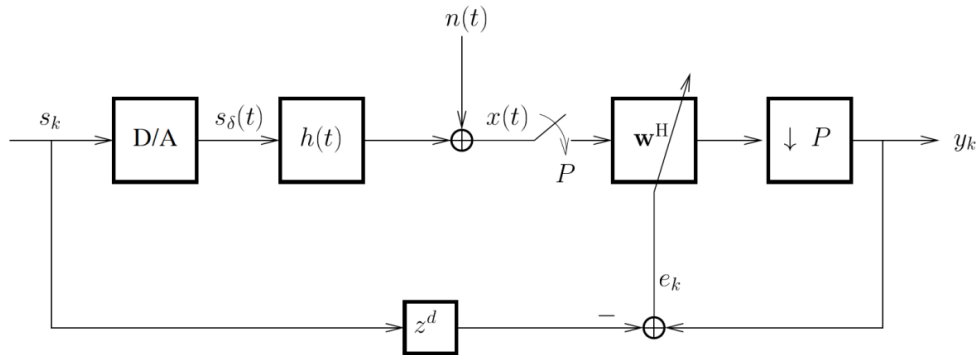 n(t)
s_k
D/A
s_δ(t)
h(t)
x(t)
P
w^H
↓ P
y_k
e_k
z^d
−